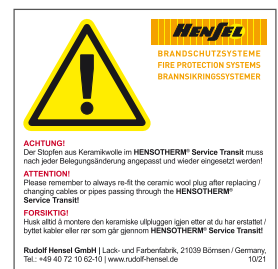 HENSEL
BRANDSCHUTZSYSTEME
FIRE PROTECTION SYSTEMS
BRANNSIKRINGSSYSTEMER
ACHTUNG!
Der Stopfen aus Keramikwolle im HENSOTHERM® Service Transit muss
nach jeder Belegungsänderung angepasst und wieder eingesetzt werden!
ATTENTION!
Please remember to always re-fit the ceramic wool plug after replacing /
changing cables or pipes passing through the HENSOTHERM®
Service Transit!
FORSIKTIG!
Husk alltid å montere den keramiske ullpluggen igjen etter at du har erstattet /
byttet kabler eller rør som går gjennom HENSOTHERM® Service Transit!
Rudolf Hensel GmbH | Lack- und Farbenfabrik, 21039 Börnsen / Germany,
Tel.: +49 40 72 10 62-10 | www.rudolf-hensel.de 10/21